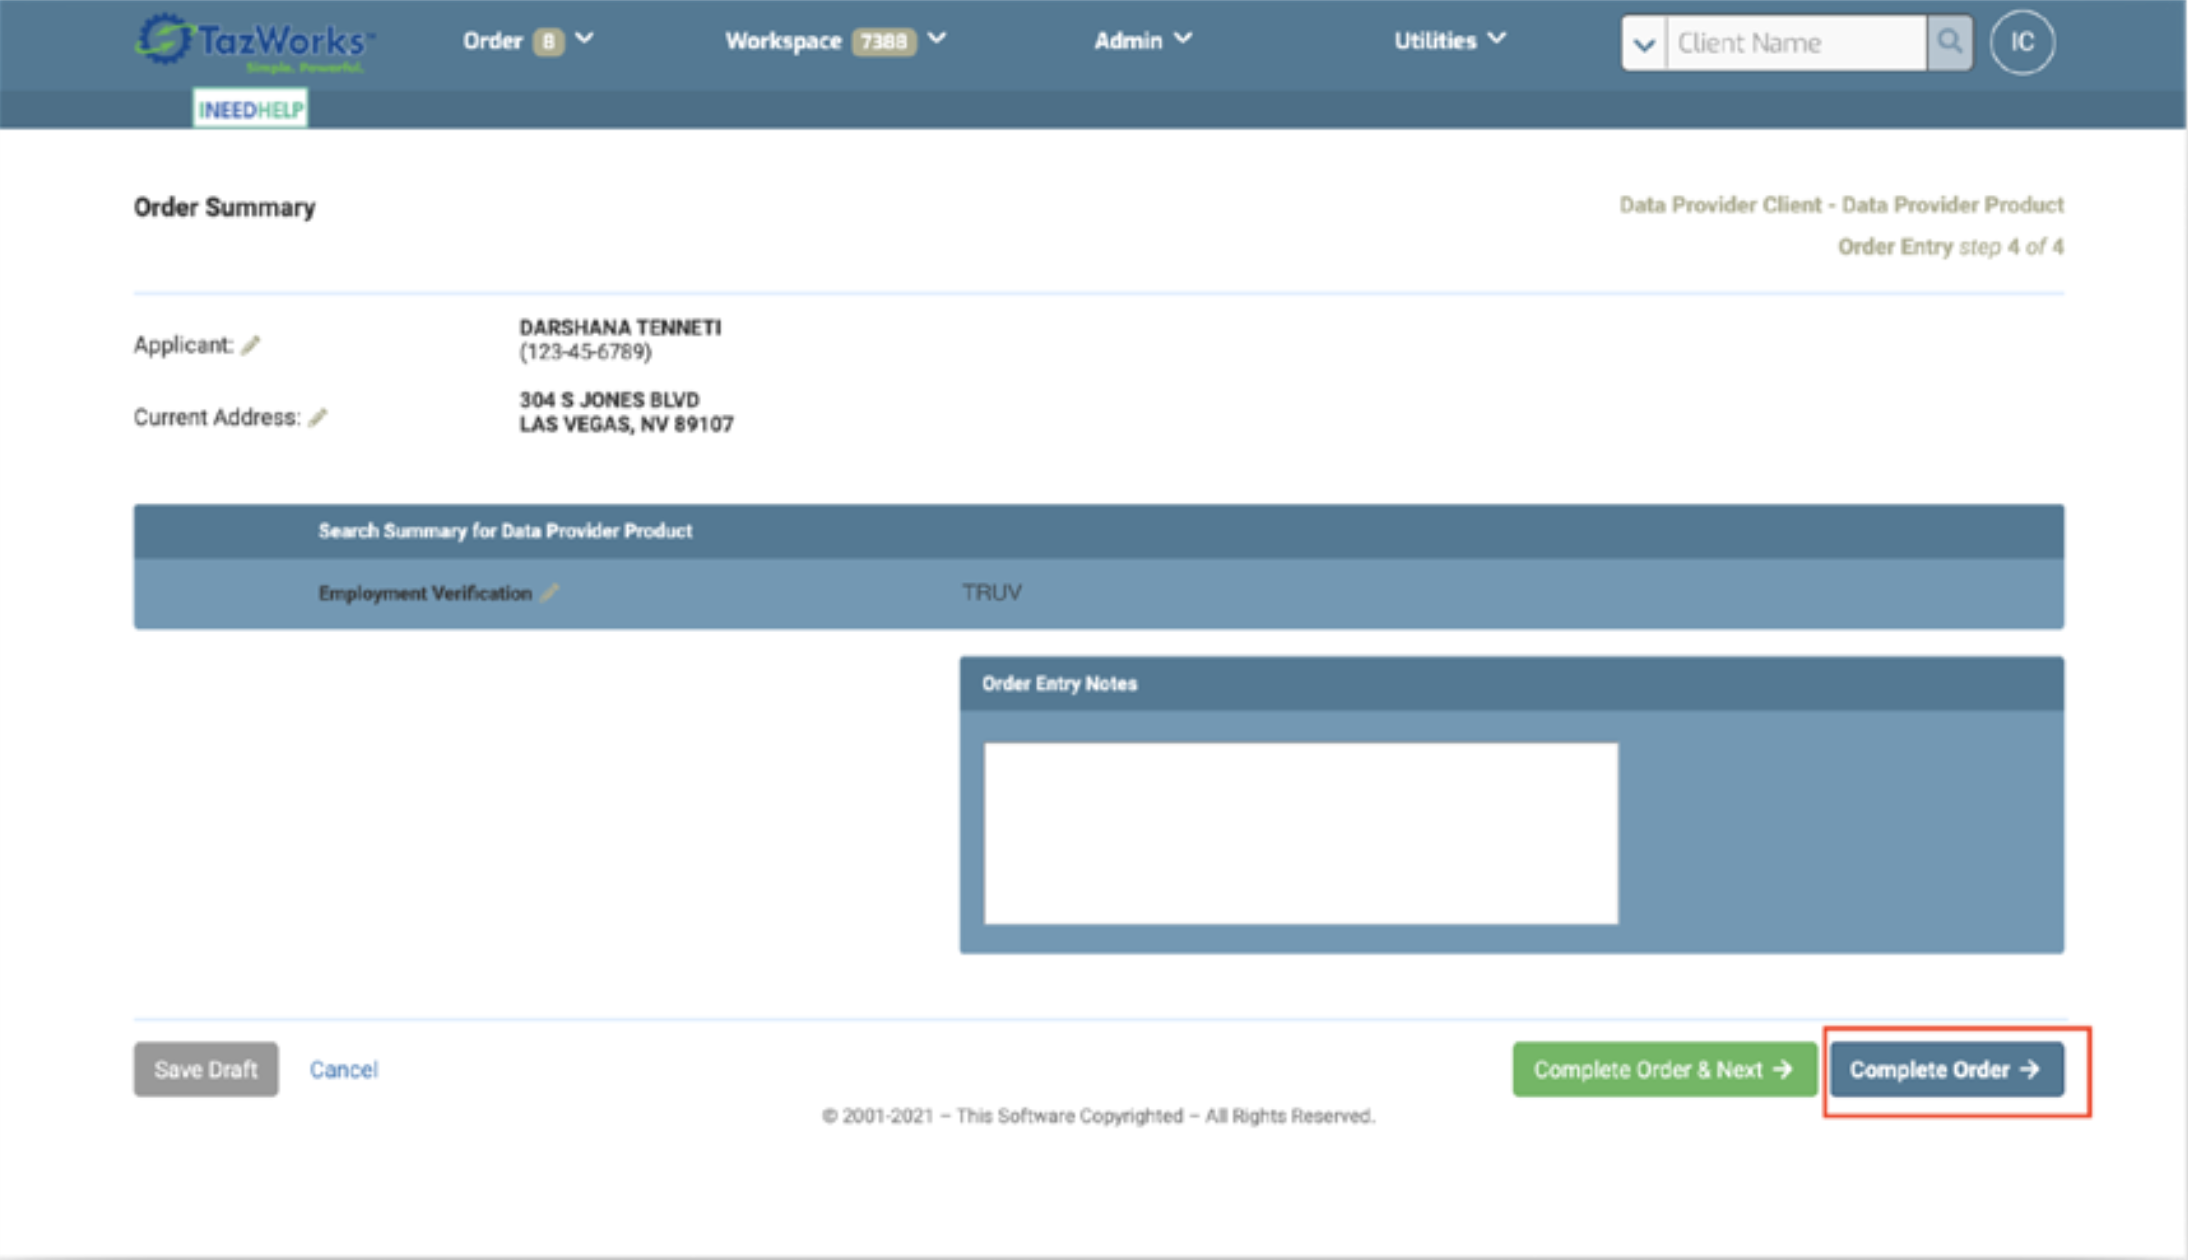 TazWorks™
Simple. Powerful.
Order 8
Workspace 7388
Admin
Utilities
Client Name
IC
INEEDHELP
Order Summary
Data Provider Client - Data Provider Product
Order Entry step 4 of 4
Applicant:
DARSHANA TENNETI
(123-45-6789)
Current Address:
304 S JONES BLVD
LAS VEGAS, NV 89107
Search Summary for Data Provider Product
Employment Verification
TRUV
Order Entry Notes
Save Draft
Cancel
Complete Order & Next →
Complete Order →
© 2001-2021 – This Software Copyrighted – All Rights Reserved.